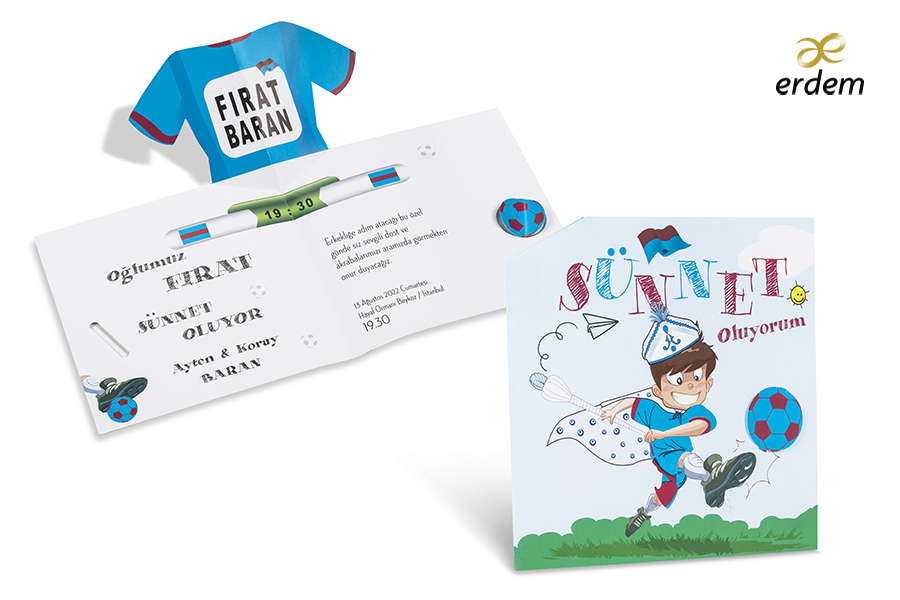 erdem
FIRAT
BARAN
19 : 30
Oğlumuz
FIRAT
SÜNNET
OLUYOR
Ayten & Koray
BARAN
Erkekliğe adım atacağı bu özel
günde siz sevgili dost ve
akrabalarımızı aramızda görmekten
onur duyacağız.
13 Ağustos 2022 Cumartesi
Hayal Ormanı Beykoz / İstanbul
19.30
SÜNNET
Oluyorum